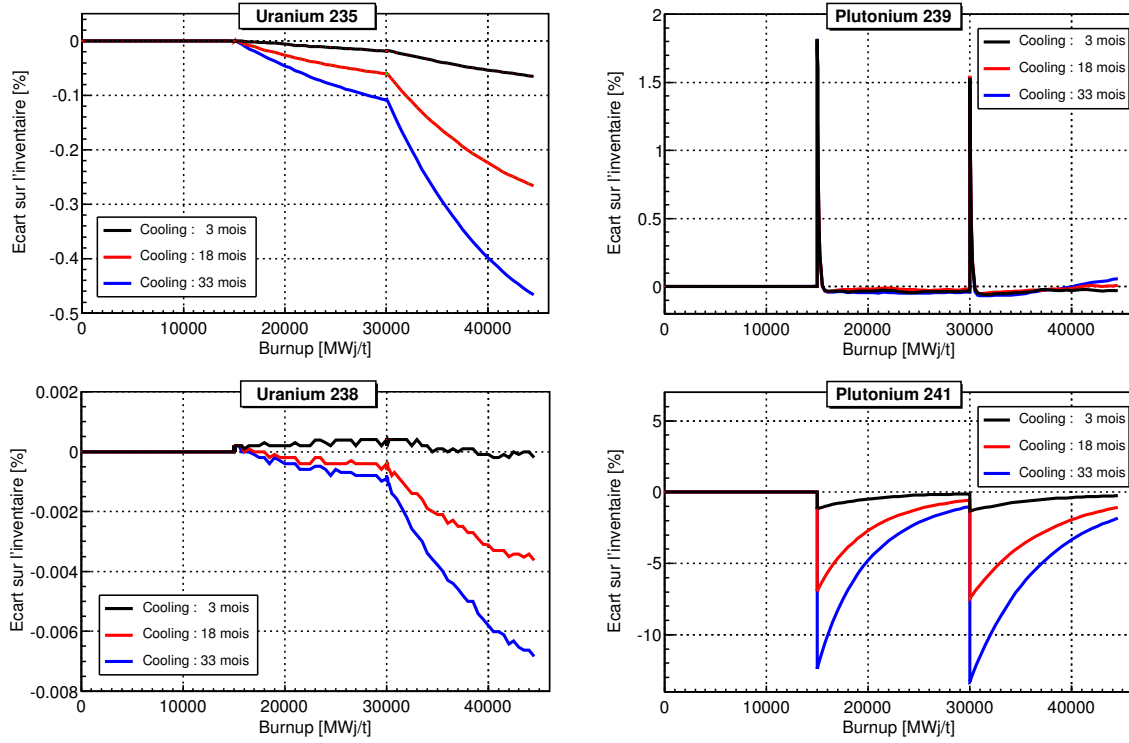 Uranium 235
Ecart sur l'inventaire [%]
0
-0.1
-0.2
-0.3
-0.4
-0.5
Cooling : 3 mois
Cooling : 18 mois
Cooling : 33 mois
0 10000 20000 30000 40000
Burnup [MWj/t]
Plutonium 239
Ecart sur l'inventaire [%]
2
1.5
1
0.5
0
Cooling : 3 mois
Cooling : 18 mois
Cooling : 33 mois
0 10000 20000 30000 40000
Burnup [MWj/t]
Uranium 238
Ecart sur l'inventaire [%]
0.002
0
-0.002
-0.004
-0.006
-0.008
Cooling : 3 mois
Cooling : 18 mois
Cooling : 33 mois
0 10000 20000 30000 40000
Burnup [MWj/t]
Plutonium 241
Ecart sur l'inventaire [%]
5
0
-5
-10
Cooling : 3 mois
Cooling : 18 mois
Cooling : 33 mois
0 10000 20000 30000 40000
Burnup [MWj/t]